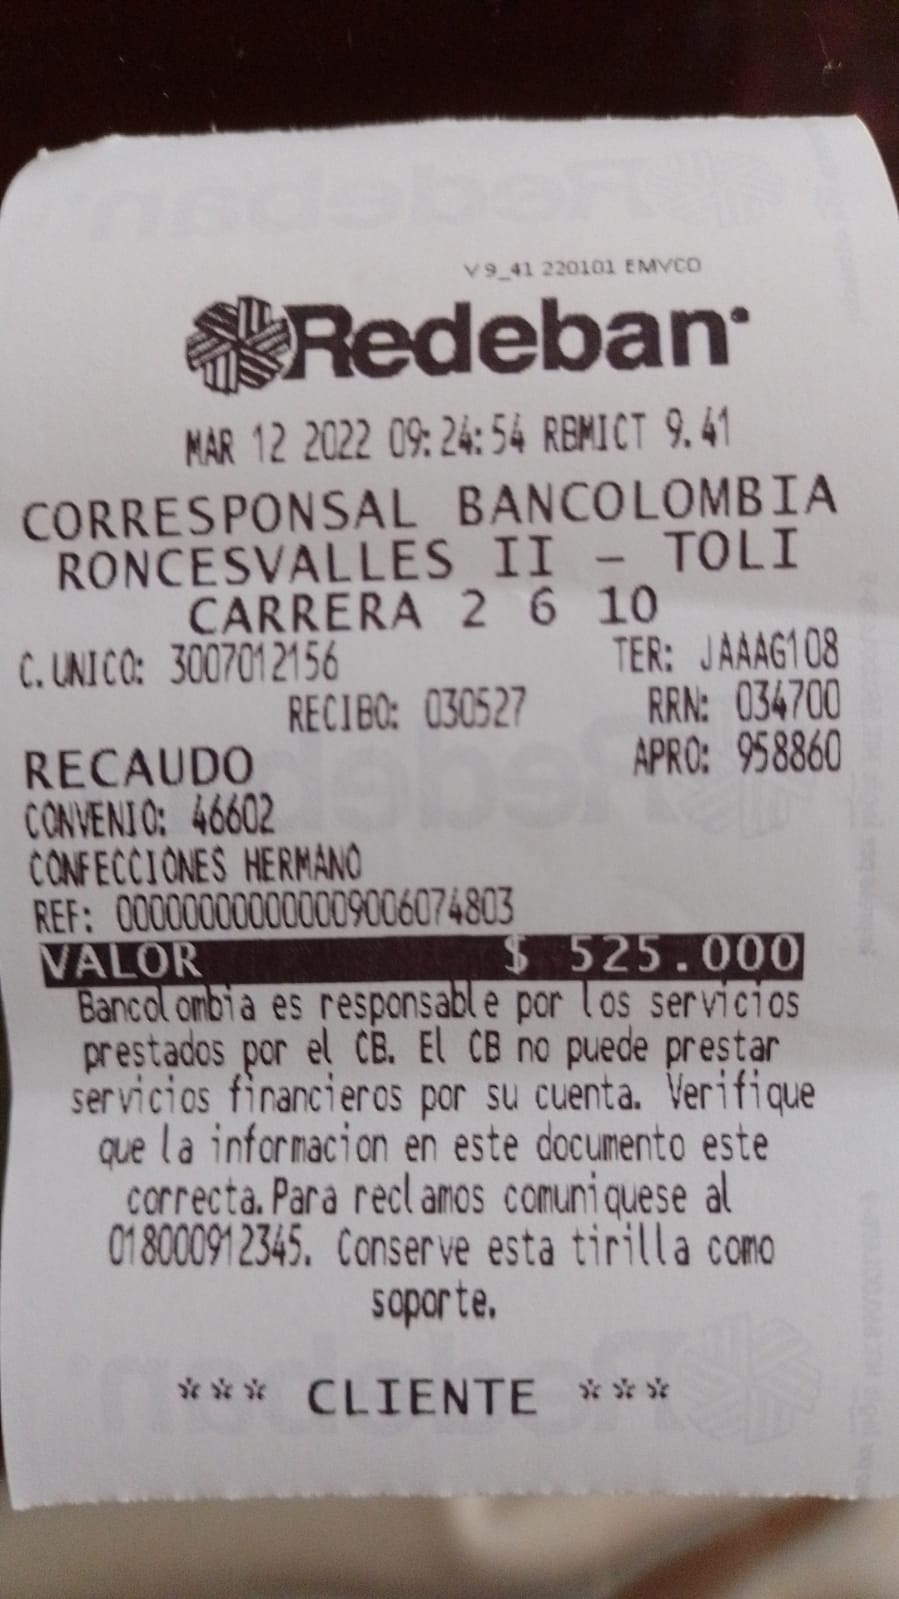 V9_41 220101 EMVCO
Redeban
MAR 12 2022 09:24:54 RBMICT 9.41
CORRESPONSAL BANCOLOMBIA
RONCESVALLES II - TOLI
CARRERA 2 6 10
C.UNICO: 3007012156 TER: JAAAG108
RECIBO: 030527 RRN: 034700
RECAUDO APRO: 958860
CONVENIO: 46602
CONFECCIONES HERMANO
REF: 000000000000009006074803
VALOR $ 525.000
Bancolombia es responsable por los servicios
prestados por el CB. El CB no puede prestar
servicios financieros por su cuenta. Verifique
que la informacion en este documento este
correcta. Para reclamos comuniquese al
018000912345. Conserve esta tirilla como
soporte.
*** CLIENTE ***